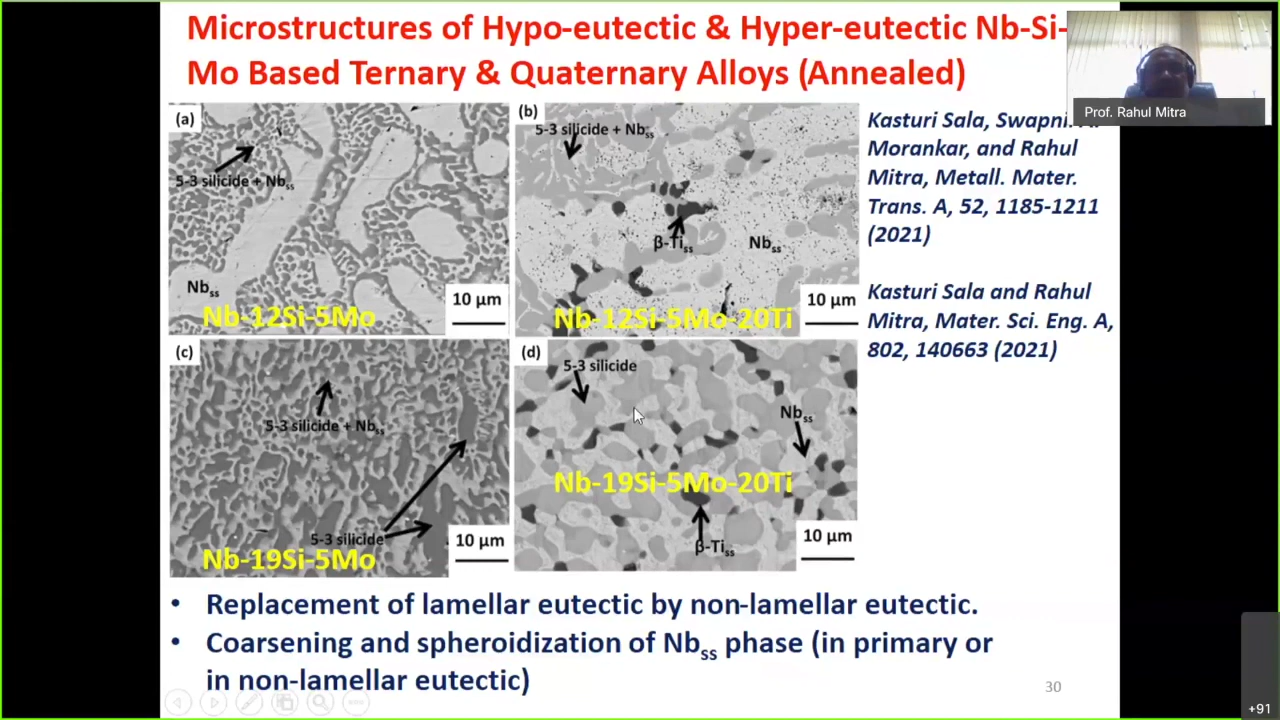 Microstructures of Hypo-eutectic & Hyper-eutectic Nb-Si-
Mo Based Ternary & Quaternary Alloys (Annealed)
Prof. Rahul Mitra
(a)
5-3 silicide + Nbss
Nbss
Nb-12Si-5Mo
10 µm
(b)
5-3 silicide + Nbss
β-Tiss
Nbss
Nb-12Si-5Mo-20Ti
10 µm
(c)
5-3 silicide + Nbss
5-3 silicide
Nb-19Si-5Mo
10 µm
(d)
5-3 silicide
Nbss
Nb-19Si-5Mo-20Ti
β-Tiss
10 µm
Kasturi Sala,
Morankar, and Rahul
Mitra, Metall. Mater.
Trans. A, 52, 1185-1211
(2021)
Kasturi Sala and Rahul
Mitra, Mater. Sci. Eng. A,
802, 140663 (2021)
• Replacement of lamellar eutectic by non-lamellar eutectic.
• Coarsening and spheroidization of Nbss phase (in primary or
in non-lamellar eutectic)
30
+91